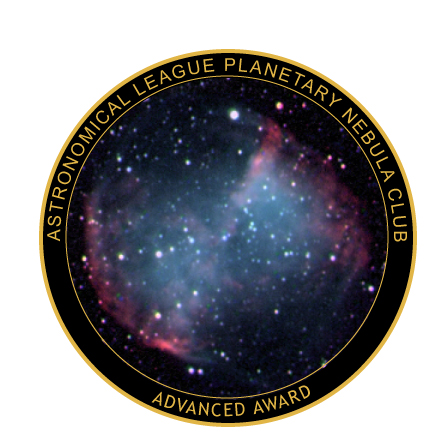 ASTRONOMICAL LEAGUE PLANETARY NEBULA CLUB
ADVANCED AWARD